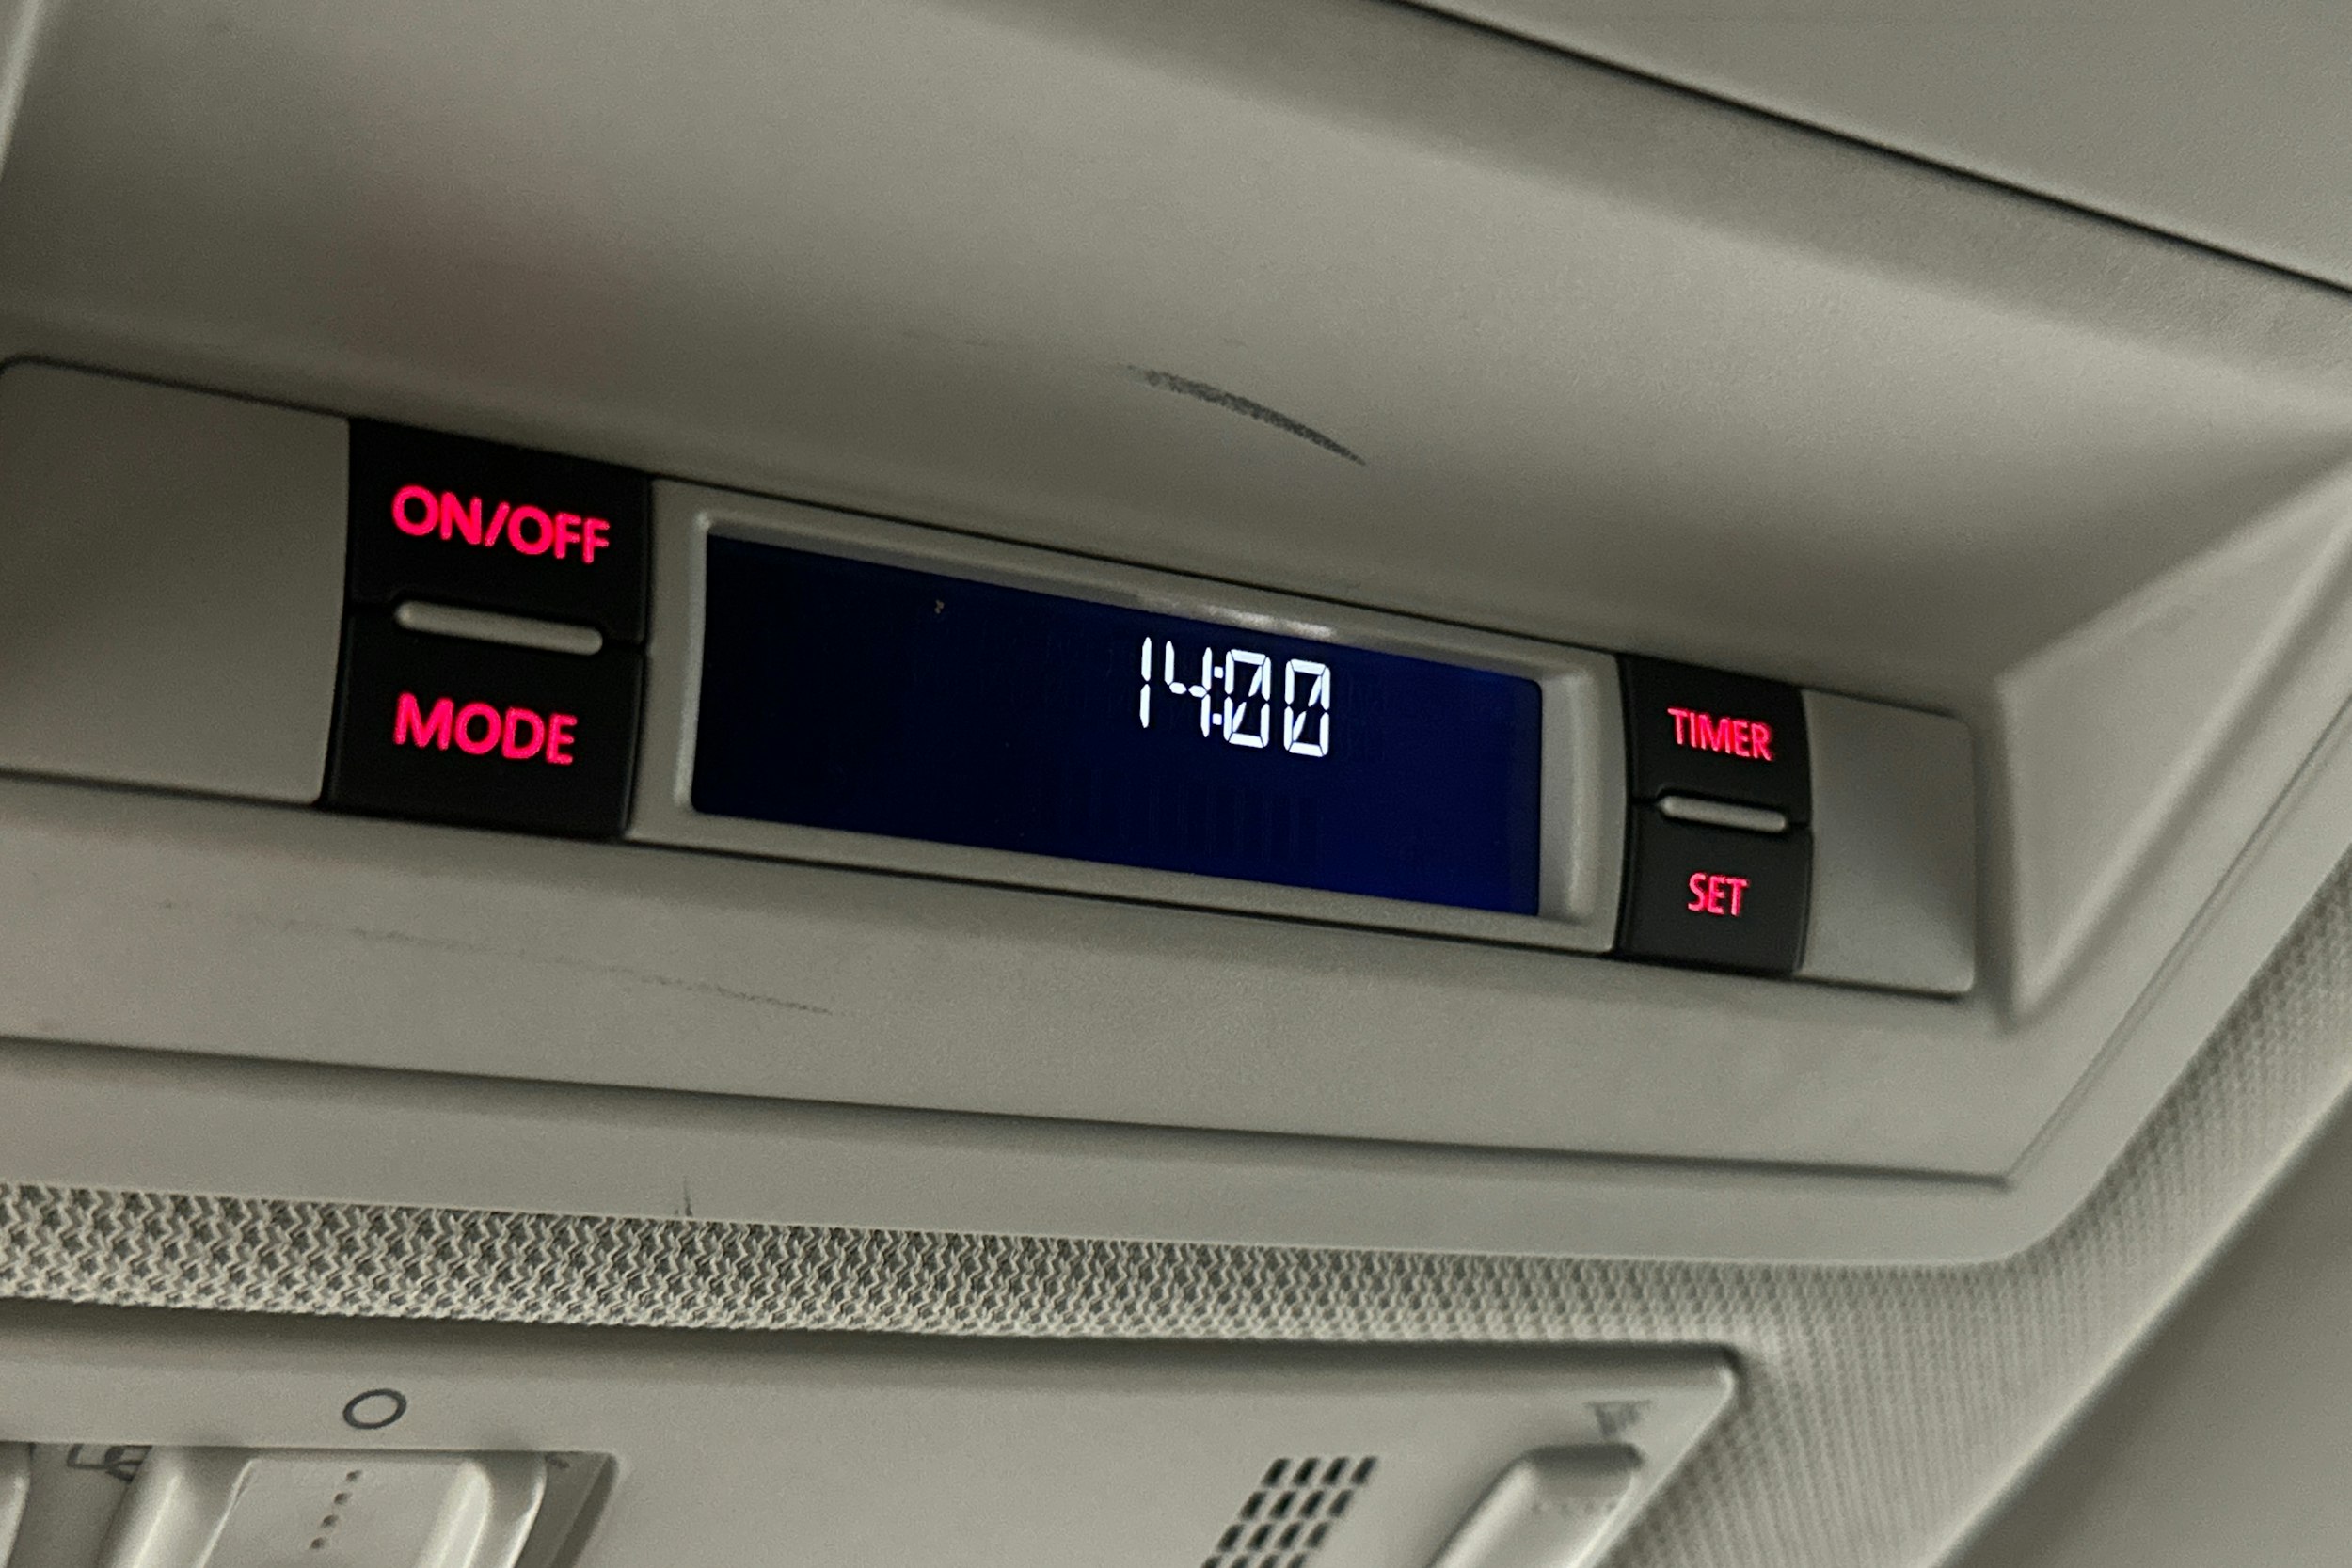 ON/OFF
MODE
14:00
TIMER
SET